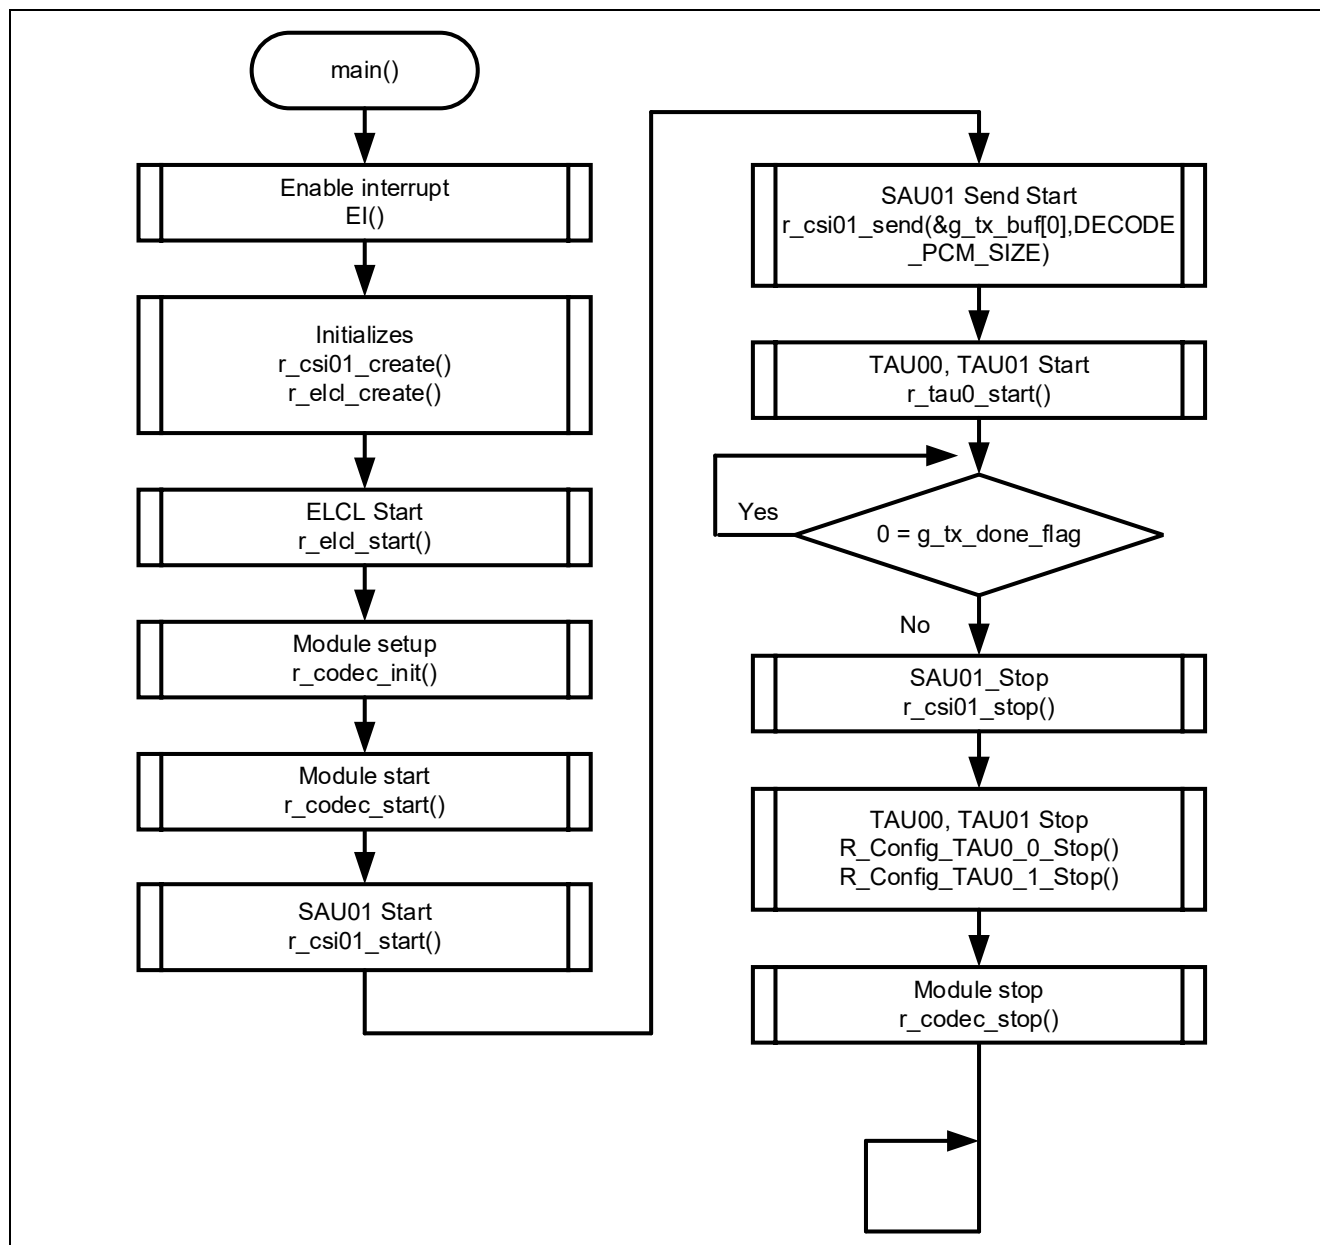 main()
Enable interrupt
EI()
Initializes
r_csi01_create()
r_elcl_create()
ELCL Start
r_elcl_start()
Module setup
r_codec_init()
Module start
r_codec_start()
SAU01 Start
r_csi01_start()
SAU01 Send Start
r_csi01_send(&g_tx_buf[0],DECODE
_PCM_SIZE)
TAU00, TAU01 Start
r_tau0_start()
Yes
0 = g_tx_done_flag
No
SAU01_Stop
r_csi01_stop()
TAU00, TAU01 Stop
R_Config_TAU0_0_Stop()
R_Config_TAU0_1_Stop()
Module stop
r_codec_stop()